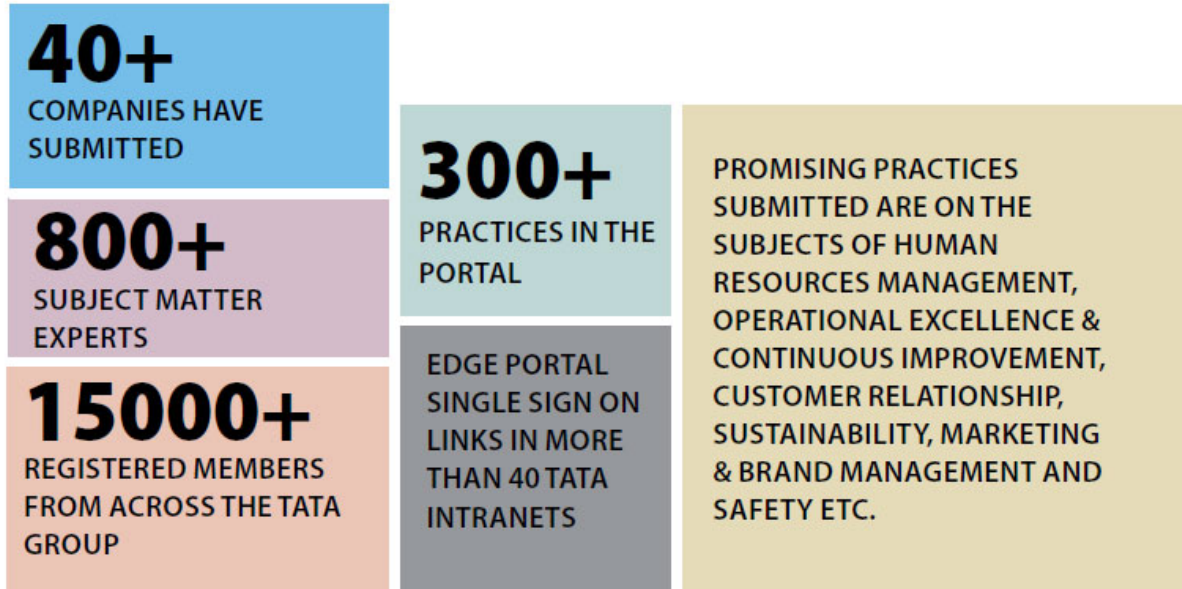 40+
COMPANIES HAVE
SUBMITTED
800+
SUBJECT MATTER
EXPERTS
15000+
REGISTERED MEMBERS
FROM ACROSS THE TATA
GROUP
300+
PRACTICES IN THE
PORTAL
EDGE PORTAL
SINGLE SIGN ON
LINKS IN MORE
THAN 40 TATA
INTRANETS
PROMISING PRACTICES
SUBMITTED ARE ON THE
SUBJECTS OF HUMAN
RESOURCES MANAGEMENT,
OPERATIONAL EXCELLENCE &
CONTINUOUS IMPROVEMENT,
CUSTOMER RELATIONSHIP,
SUSTAINABILITY, MARKETING
& BRAND MANAGEMENT AND
SAFETY ETC.